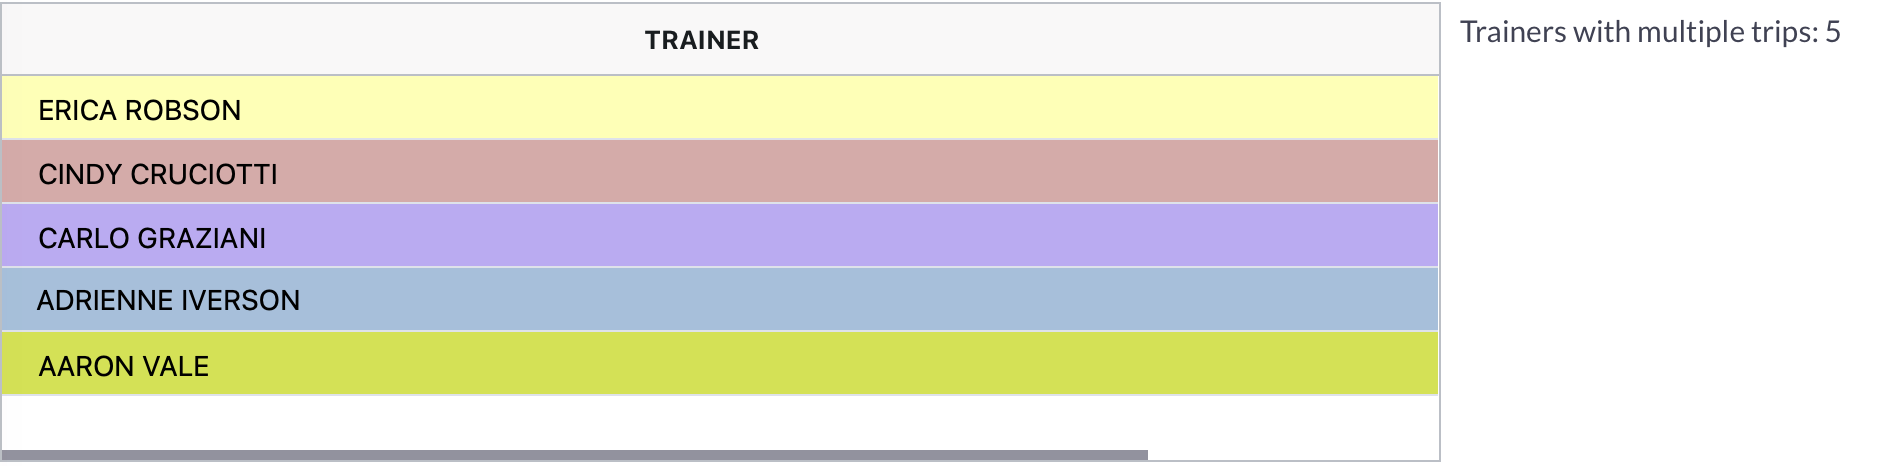 TRAINER
Trainers with multiple trips: 5
ERICA ROBSON
CINDY CRUCIOTTI
CARLO GRAZIANI
ADRIENNE IVERSON
AARON VALE